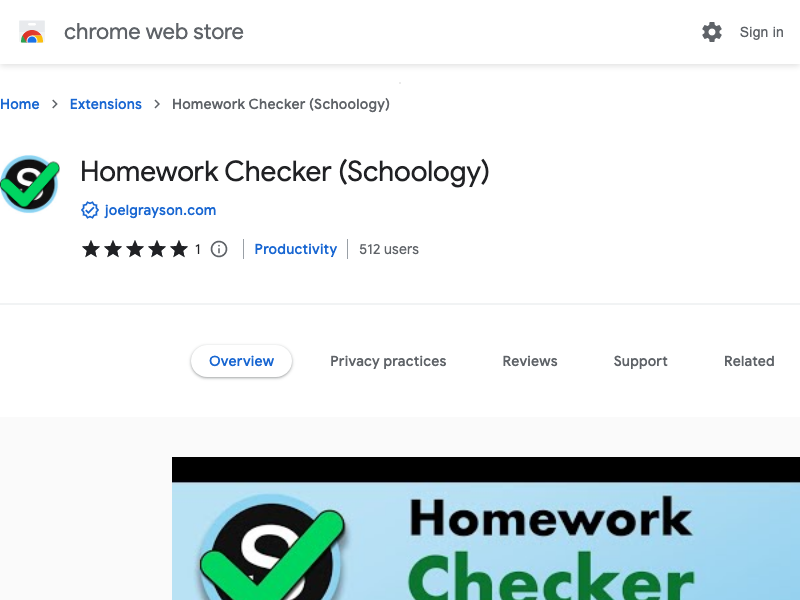 chrome web store
Sign in
Home > Extensions > Homework Checker (Schoology)
Homework Checker (Schoology)
joelgrayson.com
1
Productivity
512 users
Overview
Privacy practices
Reviews
Support
Related
S
Homework
S
Checker